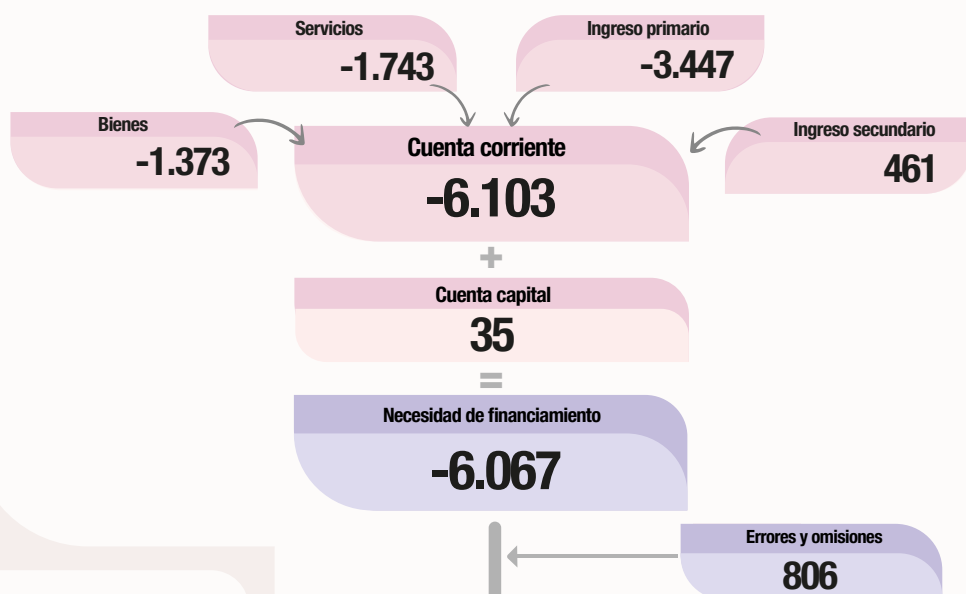 Servicios
-1.743
Ingreso primario
-3.447
Bienes
-1.373
Cuenta corriente
-6.103
Ingreso secundario
461
+
Cuenta capital
35
=
Necesidad de financiamiento
-6.067
Errores y omisiones
806